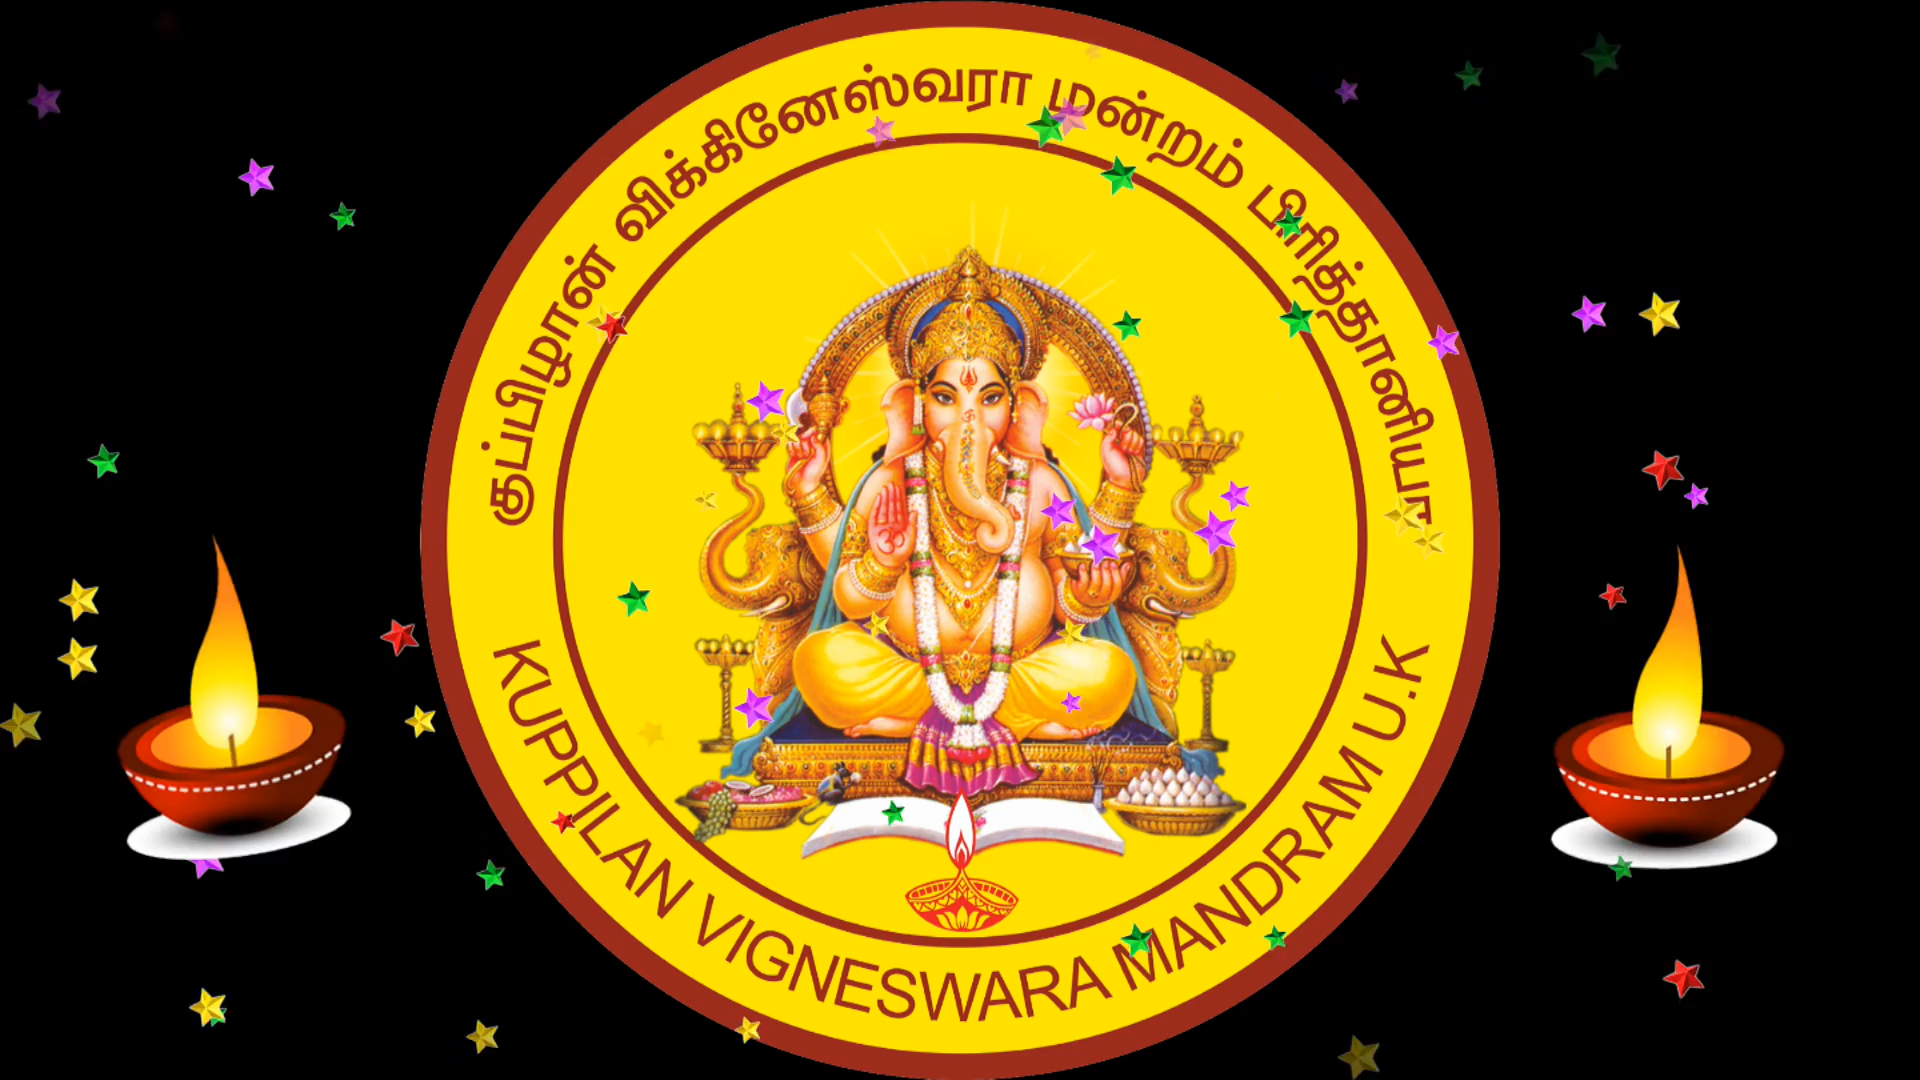 குப்பிழான் விக்கினேஸ்வரா மன்றம் பிரித்தானியா
KUPPILAN VIGNESWARA MANDRAM U.K